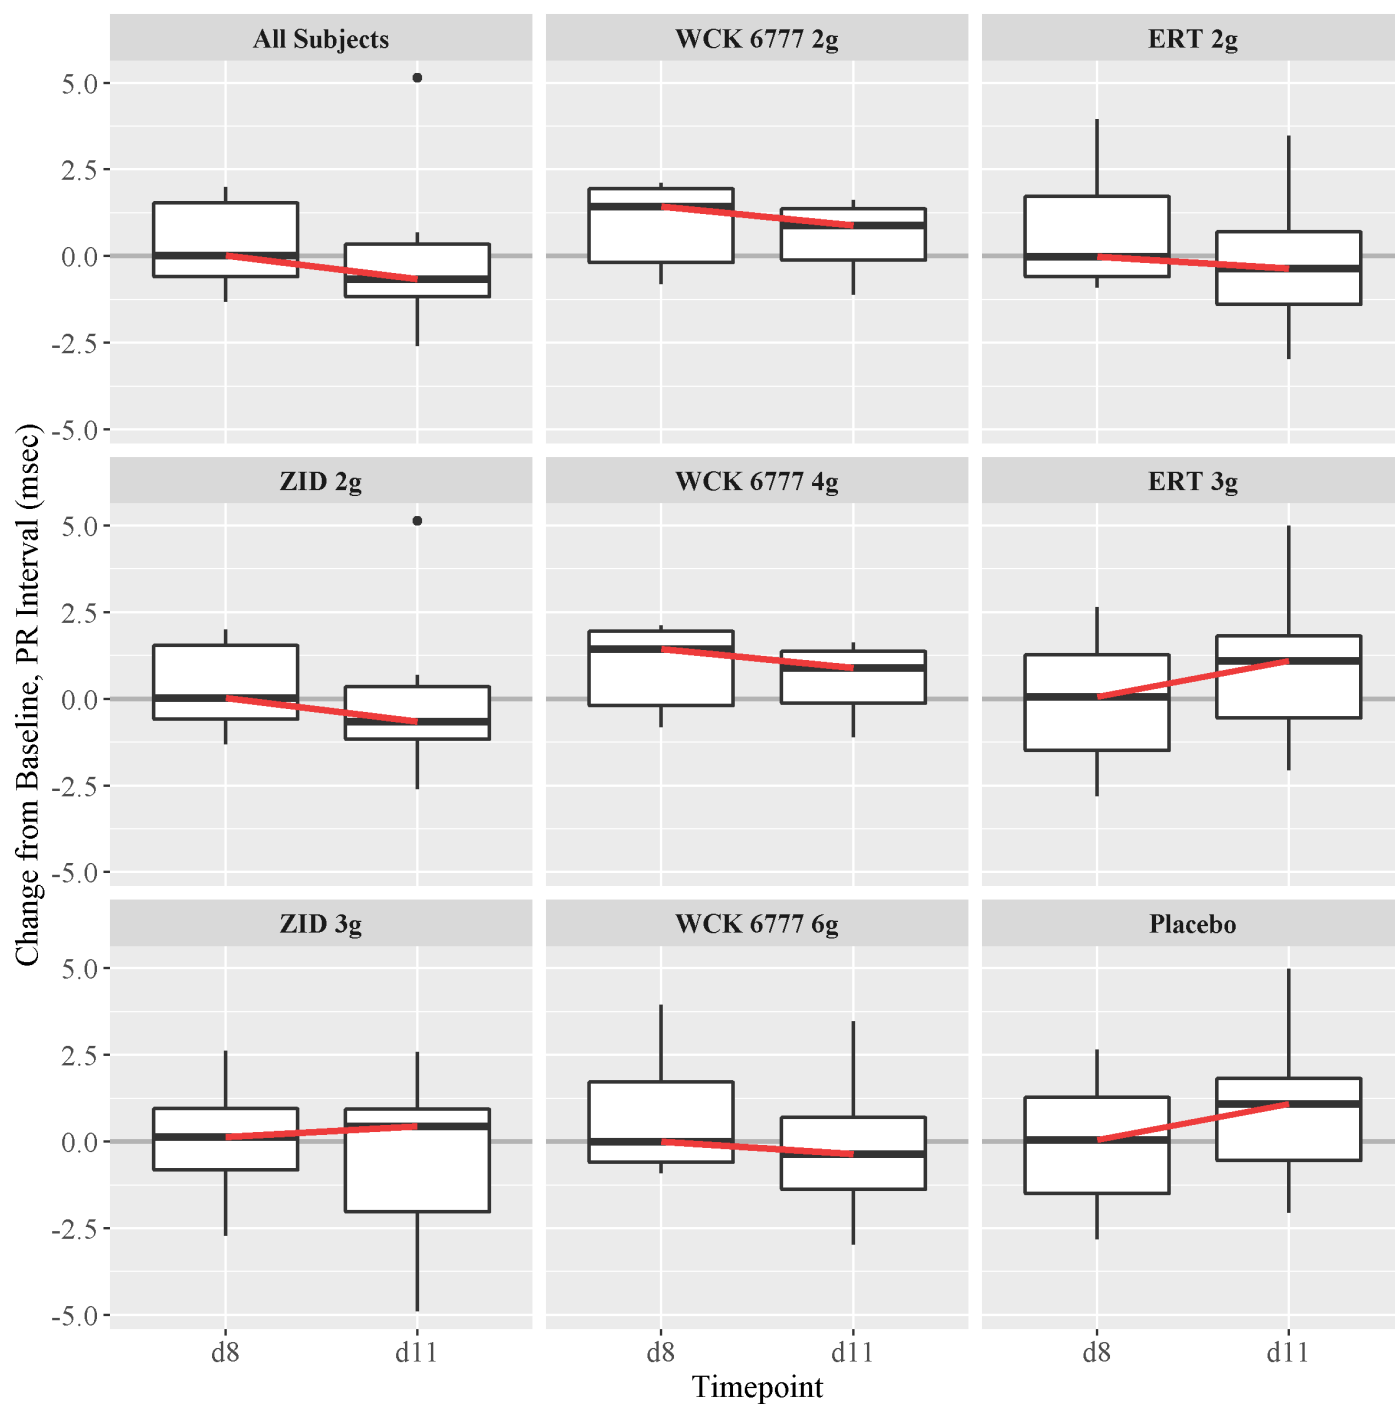 All Subjects
WCK 6777 2g
ERT 2g
5.0
2.5
0.0
-2.5
-5.0
ZID 2g
WCK 6777 4g
ERT 3g
5.0
2.5
0.0
-2.5
-5.0
Change from Baseline, PR Interval (msec)
ZID 3g
WCK 6777 6g
Placebo
5.0
2.5
0.0
-2.5
-5.0
d8 d11 d8 d11 d8 d11
Timepoint